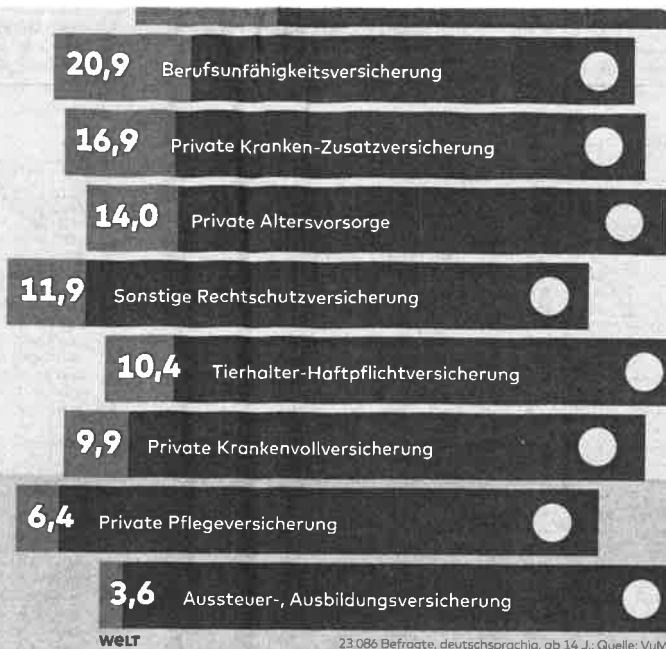 20,9 Berufsunfähigkeitsversicherung
16,9 Private Kranken-Zusatzversicherung
14,0 Private Altersvorsorge
11,9 Sonstige Rechtschutzversicherung
10,4 Tierhalter-Haftpflichtversicherung
9,9 Private Krankenvollversicherung
6,4 Private Pflegeversicherung
3,6 Aussteuer-, Ausbildungsversicherung
WELT 23 086 Befragte, deutschsprachig, ab 14 J.; Quelle: VuM